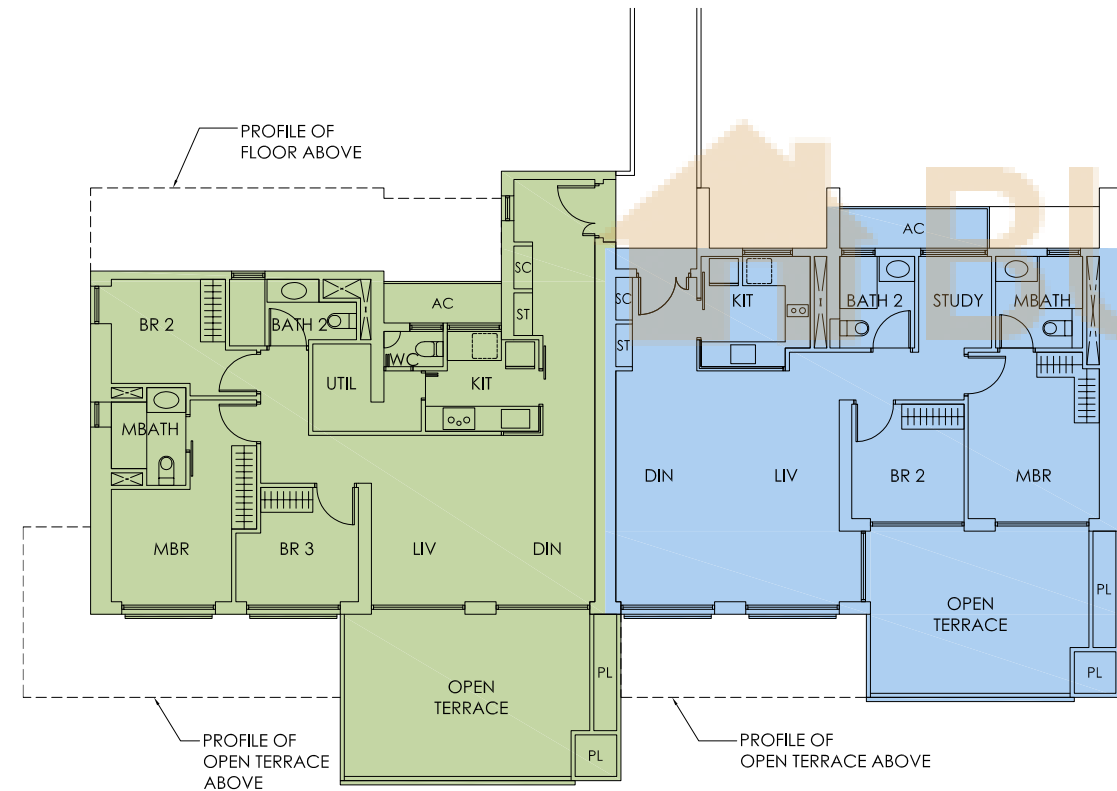 PROFILE OF
FLOOR ABOVE
BR 2
BATH 2
AC
WC
UTIL
KIT
SC
ST
MBATH
MBR
BR 3
LIV
DIN
OPEN
TERRACE
PL
PL
PROFILE OF
OPEN TERRACE
ABOVE
AC
SC
ST
KIT
BATH 2
STUDY
MBATH
DIN
LIV
BR 2
MBR
OPEN
TERRACE
PL
PL
PROFILE OF
OPEN TERRACE ABOVE